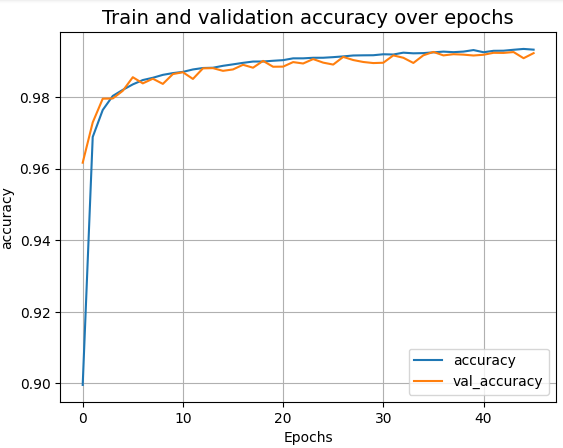 Train and validation accuracy over epochs
accuracy
0.98
0.96
0.94
0.92
0.90
0
10
20
30
40
Epochs
accuracy
val_accuracy